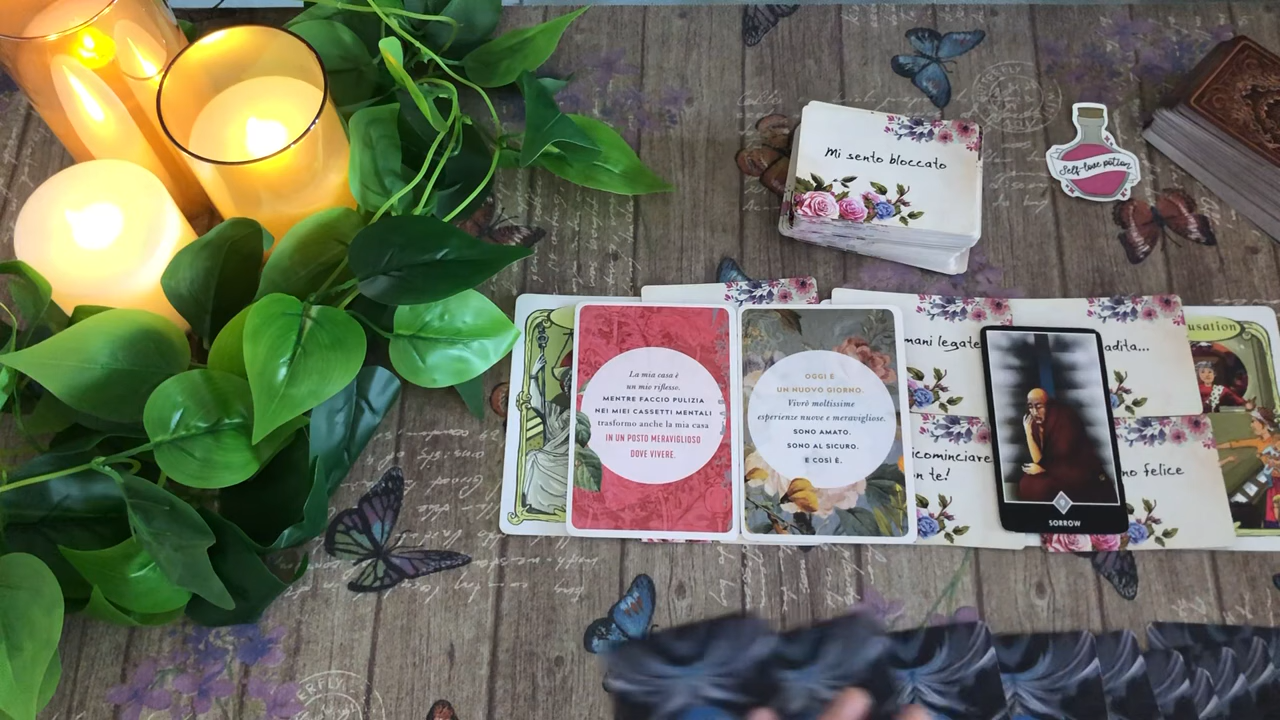 Mi sento bloccato
Self-love potion
La mia casa è
un mio riflesso.
MENTRE FACCIO PULIZIA
NEI MIEI CASSETTI MENTALI
trasformo anche la mia casa
IN UN POSTO MERAVIGLIOSO
DOVE VIVERE.
OGGI È
UN NUOVO GIORNO.
Vivrò moltissime
esperienze nuove e meravigliose.
SONO AMATO.
SONO AL SICURO.
E COSÌ È.
mani legate
adita...
usation
icominciare
n te!
no felice
SORROW